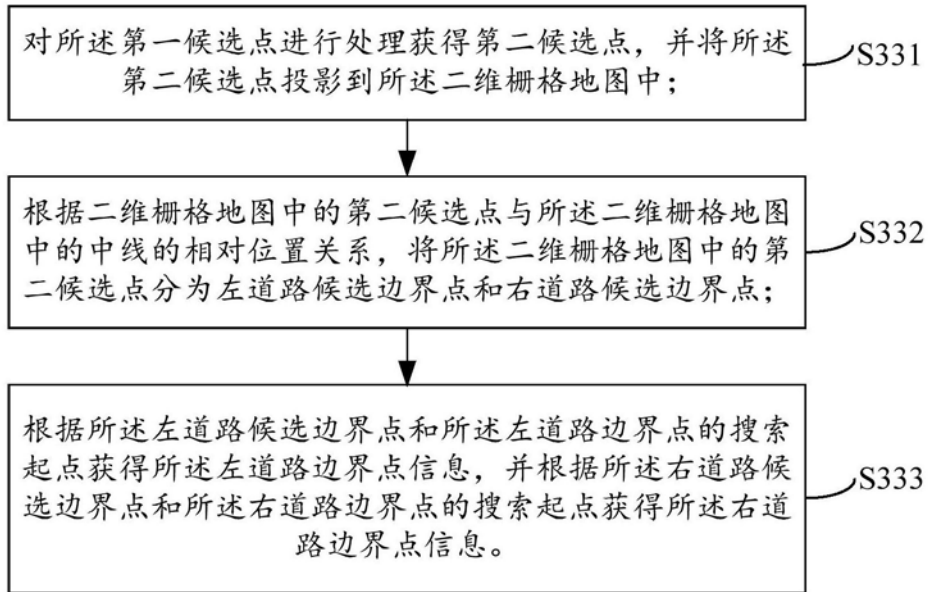 对所述第一候选点进行处理获得第二候选点，并将所述
第二候选点投影到所述二维栅格地图中；
S331
根据二维栅格地图中的第二候选点与所述二维栅格地图
中的中线的相对位置关系，将所述二维栅格地图中的第
二候选点分为左道路候选边界点和右道路候选边界点；
S332
根据所述左道路候选边界点和所述左道路边界点的搜索
起点获得所述左道路边界点信息，并根据所述右道路候
选边界点和所述右道路边界点的搜索起点获得所述右道
路边界点信息。
S333